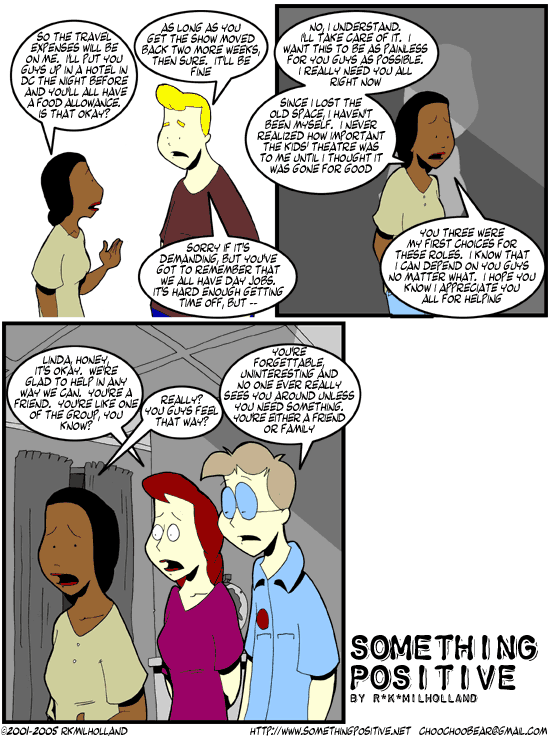 SO THE TRAVEL
EXPENSES WILL BE
ON ME. I'LL PUT YOU
GUYS UP IN A HOTEL IN
DC THE NIGHT BEFORE
AND YOU'LL ALL HAVE
A FOOD ALLOWANCE.
IS THAT OKAY?
AS LONG AS YOU
GET THE SHOW MOVED
BACK TWO MORE WEEKS,
THEN SURE. IT'LL BE
FINE
SORRY IF IT'S
DEMANDING, BUT YOU'VE
GOT TO REMEMBER THAT
WE ALL HAVE DAY JOBS.
IT'S HARD ENOUGH GETTING
TIME OFF, BUT --
NO, I UNDERSTAND.
I'LL TAKE CARE OF IT. I
WANT THIS TO BE AS PAINLESS
FOR YOU GUYS AS POSSIBLE.
I REALLY NEED YOU ALL
RIGHT NOW
SINCE I LOST THE
OLD SPACE, I HAVEN'T
BEEN MYSELF. I NEVER
REALIZED HOW IMPORTANT
THE KIDS' THEATRE WAS
TO ME UNTIL I THOUGHT IT
WAS GONE FOR GOOD
YOU THREE WERE
MY FIRST CHOICES FOR
THESE ROLES. I KNOW THAT
I CAN DEPEND ON YOU GUYS
NO MATTER WHAT. I HOPE YOU
KNOW I APPRECIATE YOU
ALL FOR HELPING
LINDA, HONEY,
IT'S OKAY. WE'RE
GLAD TO HELP IN ANY
WAY WE CAN. YOU'RE A
FRIEND. YOU'RE LIKE ONE
OF THE GROUP, YOU
KNOW?
REALLY?
YOU GUYS FEEL
THAT WAY?
YOU'RE
FORGETTABLE,
UNINTERESTING AND
NO ONE EVER REALLY
SEES YOU AROUND UNLESS
YOU NEED SOMETHING.
YOU'RE EITHER A FRIEND
OR FAMILY
SOMETHING
POSITIVE
BY R*K*MILHOLLAND
©2001-2005 RKMILHOLLAND
HTTP://WWW.SOMETHINGPOSITIVE.NET CHOOCHOOBEAR@GMAIL.COM